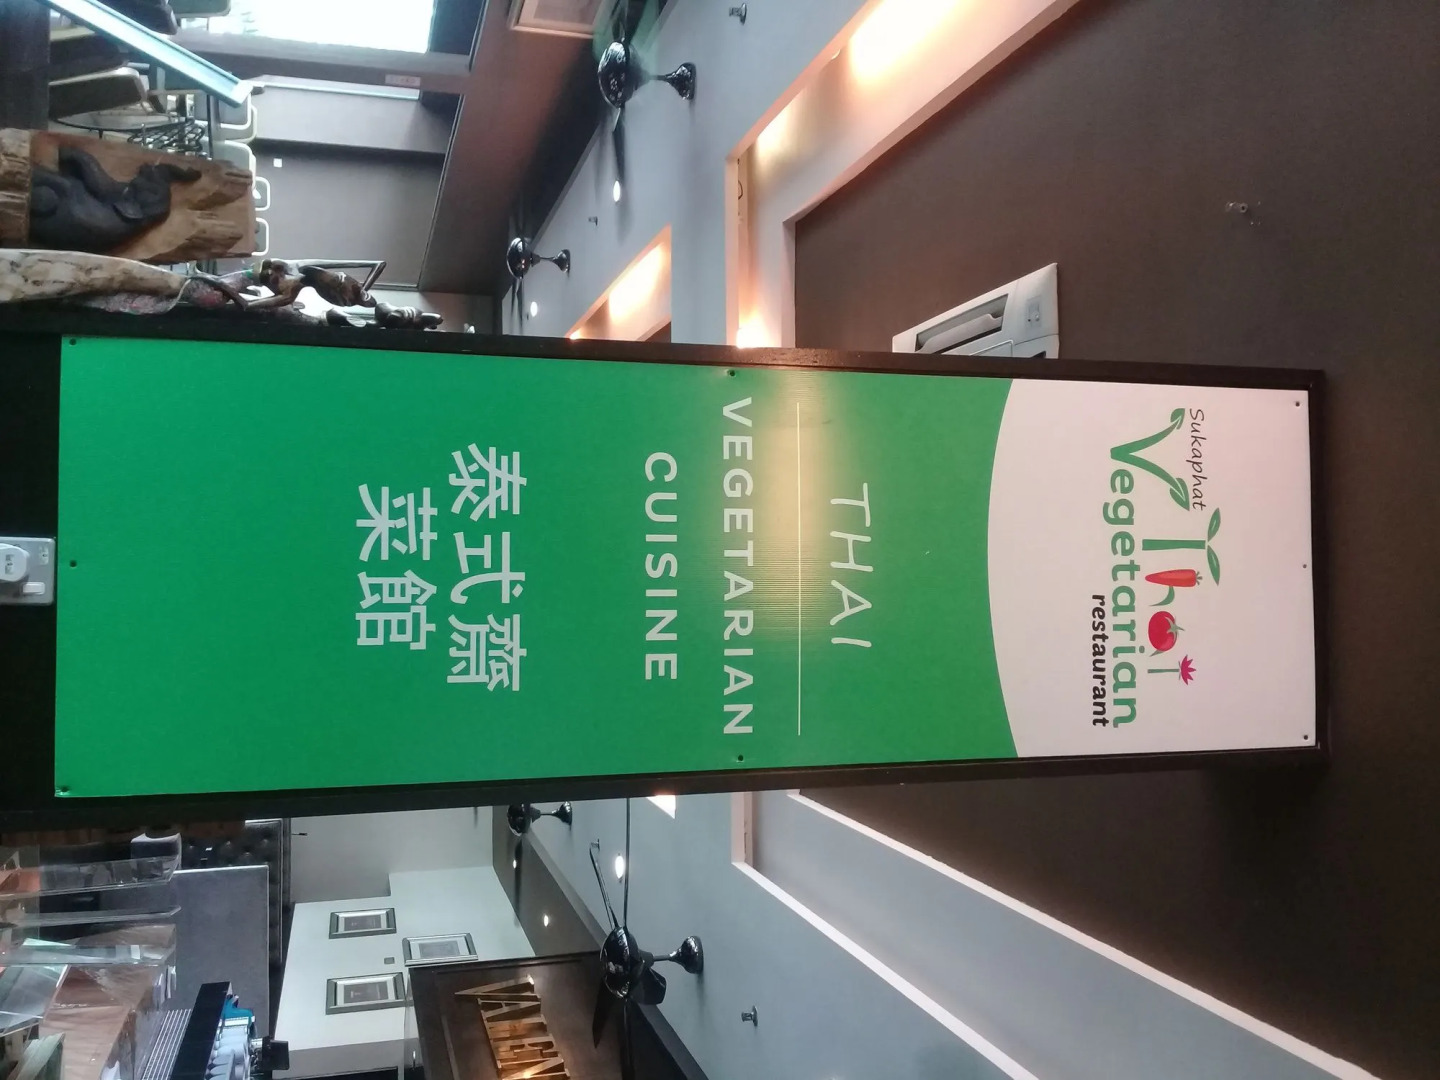 Sukaphat
Thai
Vegetarian
restaurant
THAI
VEGETARIAN
CUISINE
泰式齋
菜館